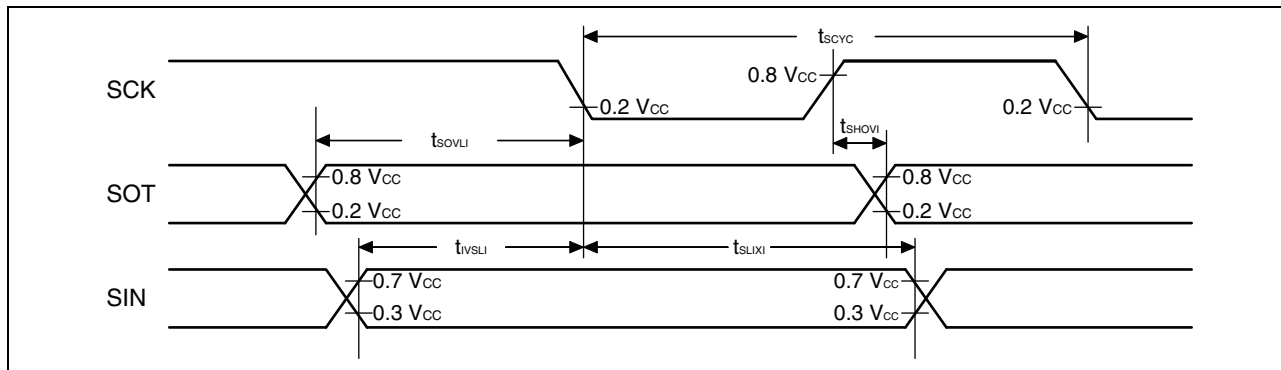 tSCYC
SCK
0.8 VCC
0.2 VCC
0.2 VCC
tSOVLI
tSHOVI
SOT
0.8 VCC
0.8 VCC
0.2 VCC
0.2 VCC
tIVSLI
tSLIXI
SIN
0.7 VCC
0.7 VCC
0.3 VCC
0.3 VCC